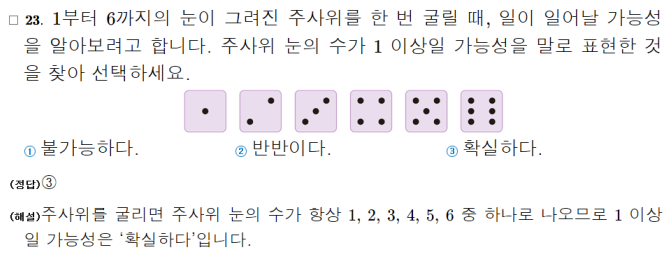 □ 23. 1부터 6까지의 눈이 그려진 주사위를 한 번 굴릴 때, 일이 일어날 가능성
을 알아보려고 합니다. 주사위 눈의 수가 1 이상일 가능성을 말로 표현한 것
을 찾아 선택하세요.
① 불가능하다. ② 반반이다. ③ 확실하다.
(정답)③
(해설)주사위를 굴리면 주사위 눈의 수가 항상 1, 2, 3, 4, 5, 6 중 하나로 나오므로 1 이상
일 가능성은 ‘확실하다’입니다.